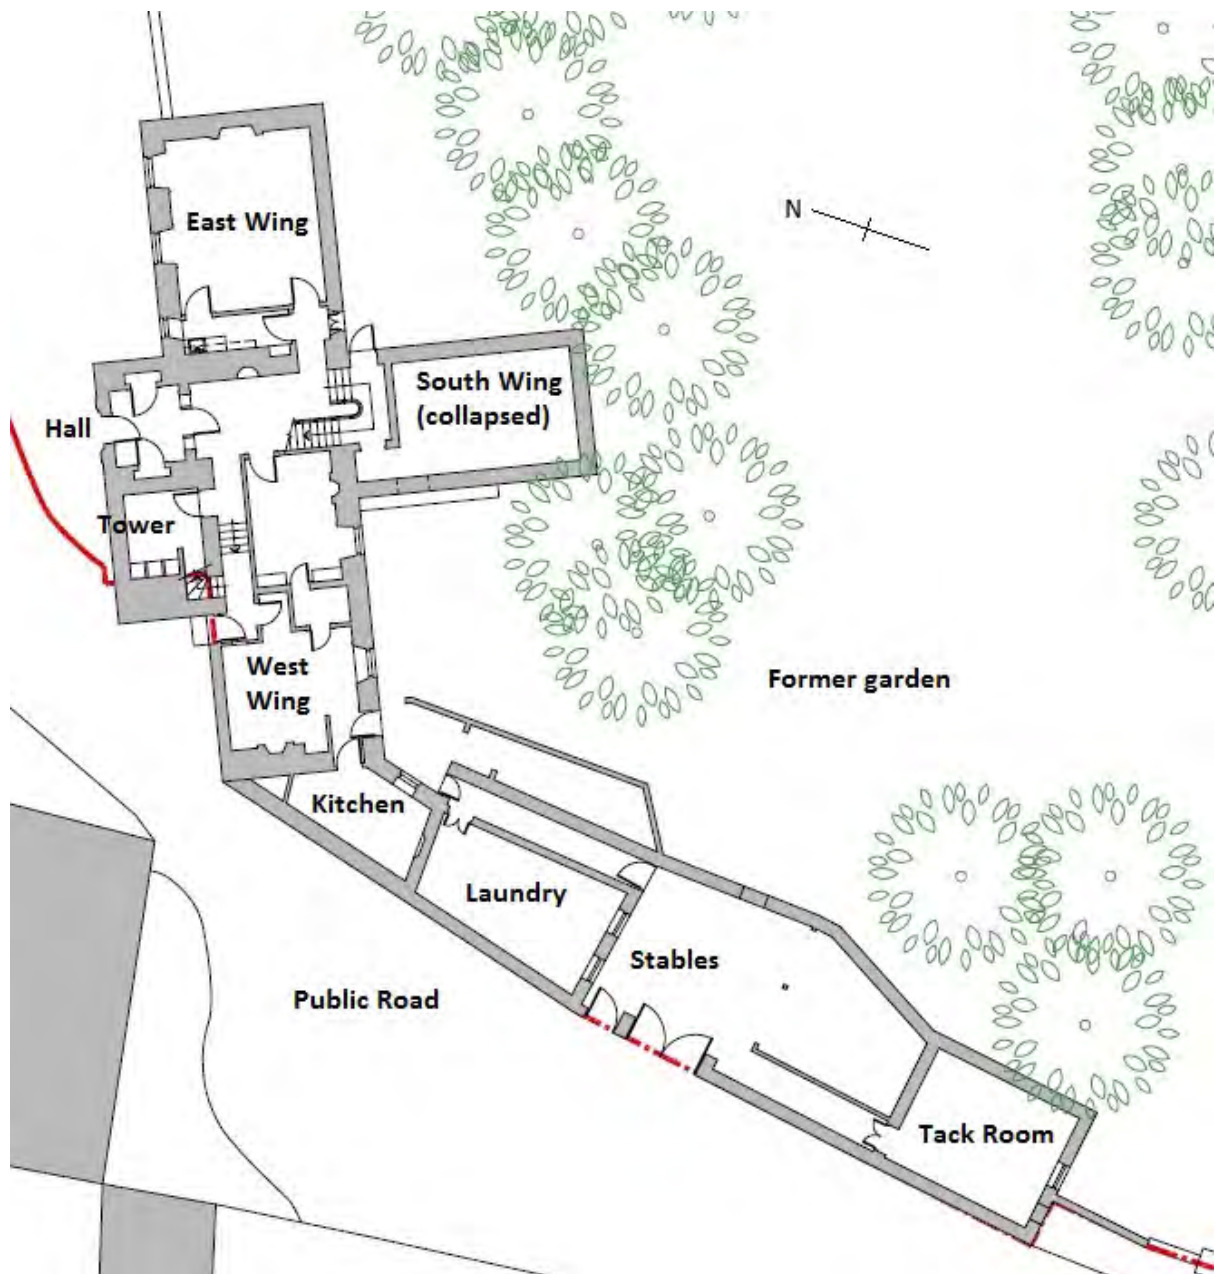 East Wing
N
South Wing
(collapsed)
Hall
Tower
West
Wing
Former garden
Kitchen
Laundry
Stables
Public Road
Tack Room